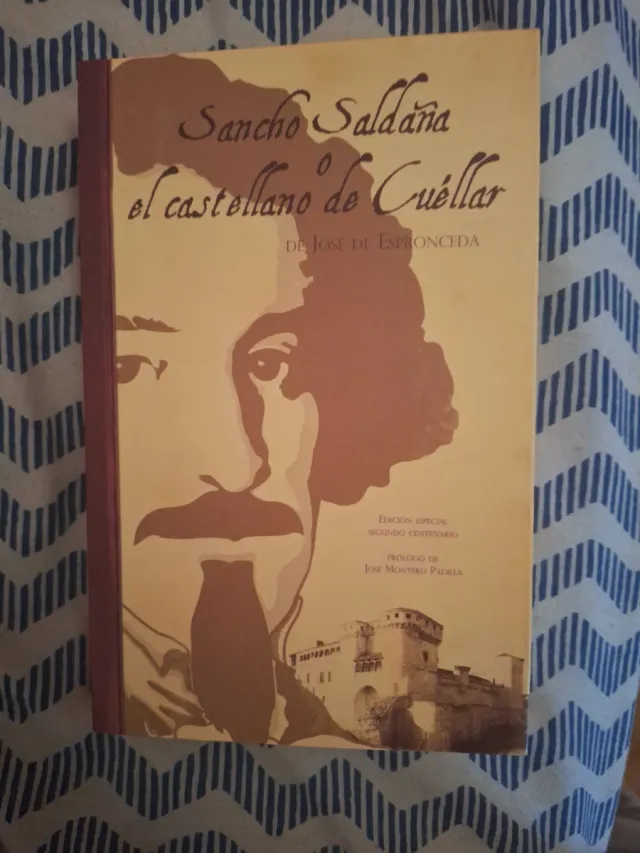 Sancho Saldaña
o
el castellano de Cuéllar
DE JOSÉ DE ESPRONCEDA
EDICIÓN ESPECIAL
SEGUNDO CENTENARIO
PRÓLOGO DE
JOSÉ MONTERO PADILLA